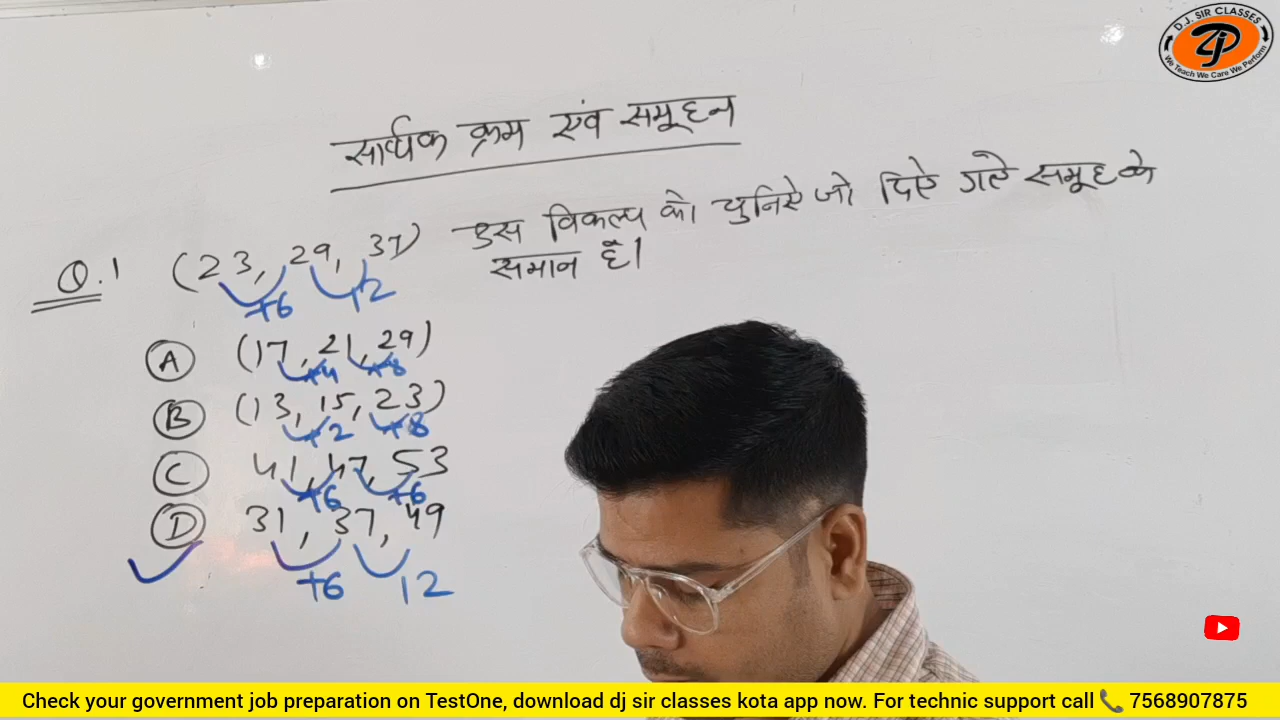 D.J. SIR CLASSES
DJ
We Teach We Care We Perform
सार्थक क्रम एवं समूहन
Q.1 (23, 29, 37) उस विकल्प को चुनिऐ जो दिऐ गऐ समूह के
समान है।
+6 12
A (17, 21, 29)
+4 +8
B (13, 15, 23)
+2 +8
C 41, 47, 53
+6 +6
D 31, 37, 49
+6 12
Check your government job preparation on TestOne, download dj sir classes kota app now. For technic support call 📞 7568907875